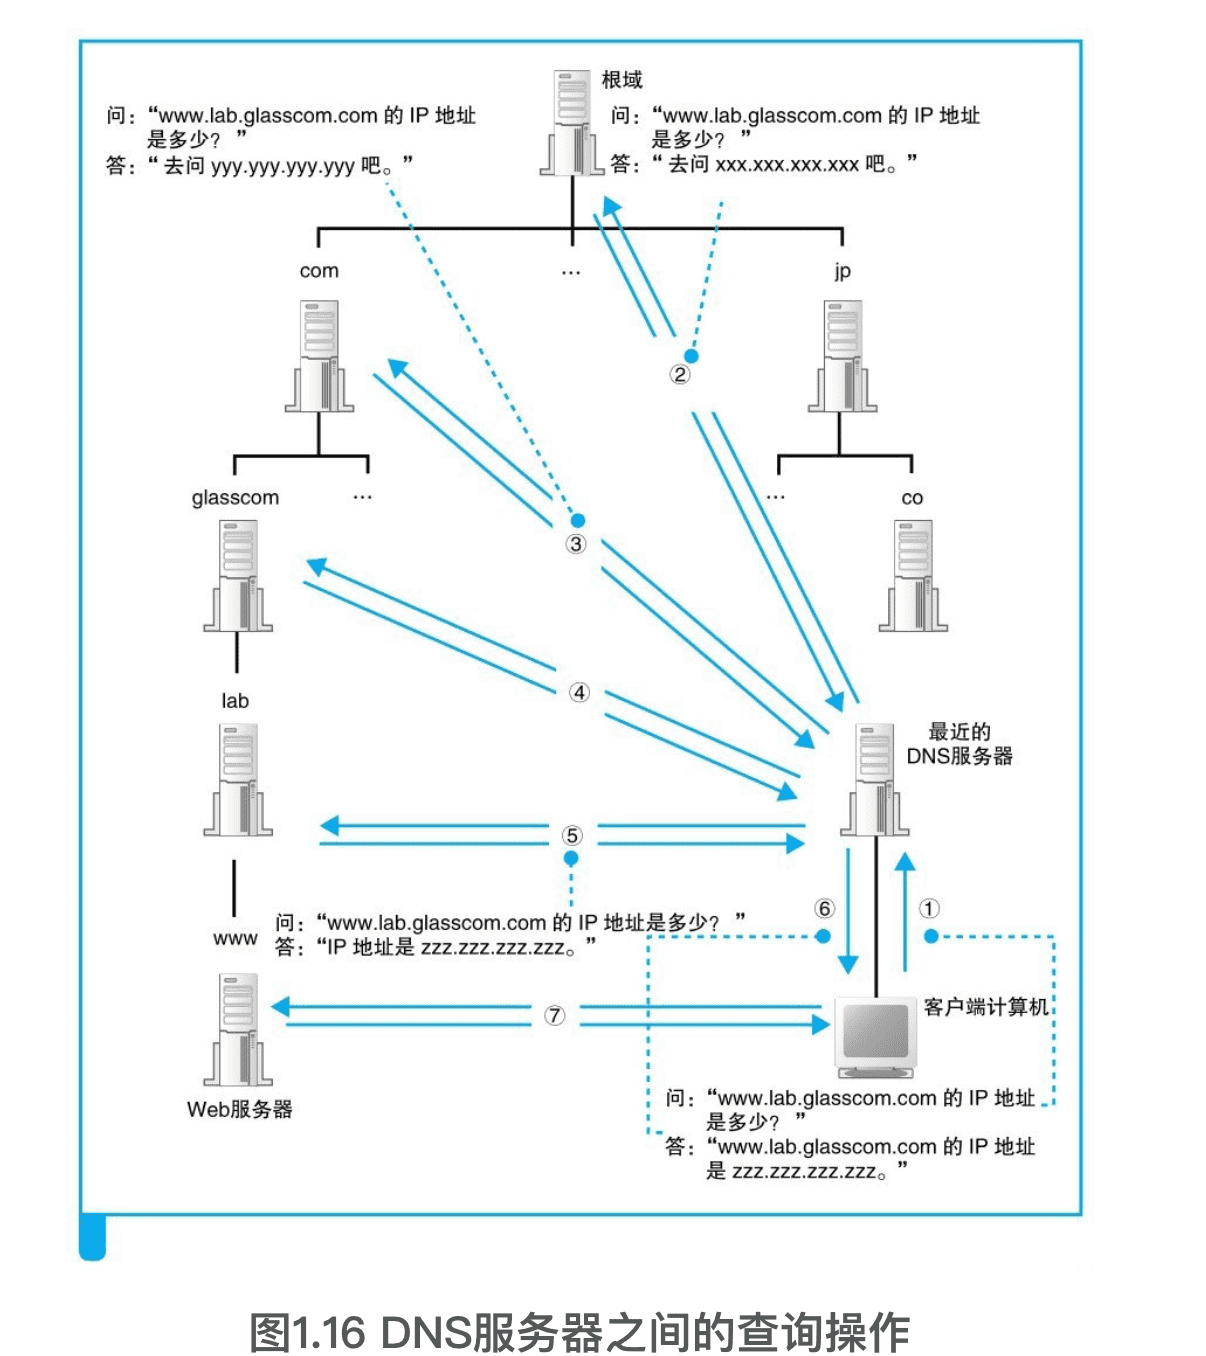 根域
问：“www.lab.glasscom.com 的 IP 地址
是多少？”
答：“去问 yyy.yyy.yyy.yyy 吧。”
问：“www.lab.glasscom.com 的 IP 地址
是多少？”
答：“去问 xxx.xxx.xxx.xxx 吧。”
com
...
jp
②
glasscom
...
...
co
③
④
lab
最近的
DNS服务器
⑤
⑥
①
问：“www.lab.glasscom.com 的 IP 地址是多少？”
答：“IP 地址是 zzz.zzz.zzz.zzz。”
www
⑦
客户端计算机
Web服务器
问：“www.lab.glasscom.com 的 IP 地址
是多少？”
答：“www.lab.glasscom.com 的 IP 地址
是 zzz.zzz.zzz.zzz。”
图1.16 DNS服务器之间的查询操作